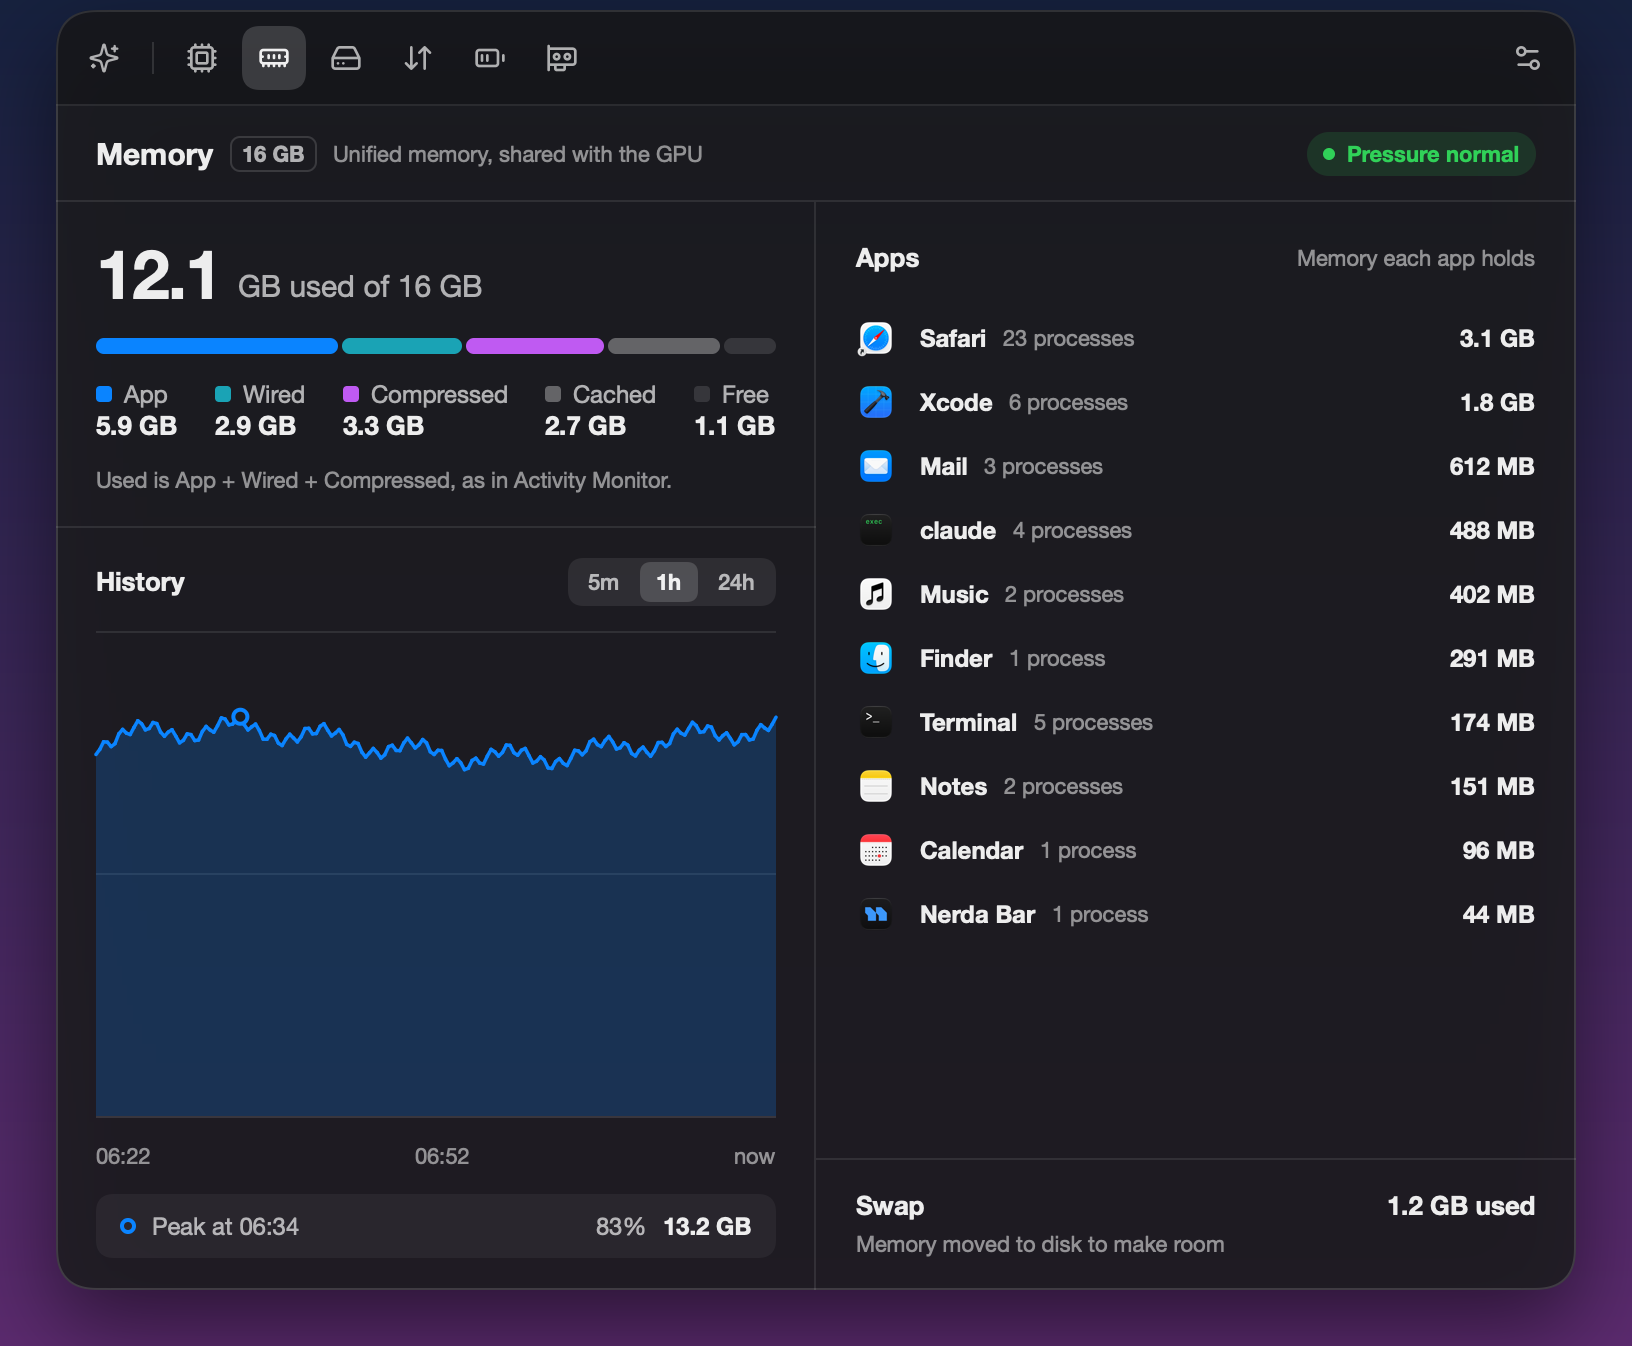 Memory 16 GB Unified memory, shared with the GPU
Pressure normal
12.1 GB used of 16 GB
App Wired Compressed Cached Free
5.9 GB 2.9 GB 3.3 GB 2.7 GB 1.1 GB
Used is App + Wired + Compressed, as in Activity Monitor.
History 5m 1h 24h
06:22 06:52 now
Peak at 06:34 83% 13.2 GB
Apps Memory each app holds
Safari 23 processes 3.1 GB
Xcode 6 processes 1.8 GB
Mail 3 processes 612 MB
exec
claude 4 processes 488 MB
Music 2 processes 402 MB
Finder 1 process 291 MB
>_
Terminal 5 processes 174 MB
Notes 2 processes 151 MB
Calendar 1 process 96 MB
Nerda Bar 1 process 44 MB
Swap 1.2 GB used
Memory moved to disk to make room